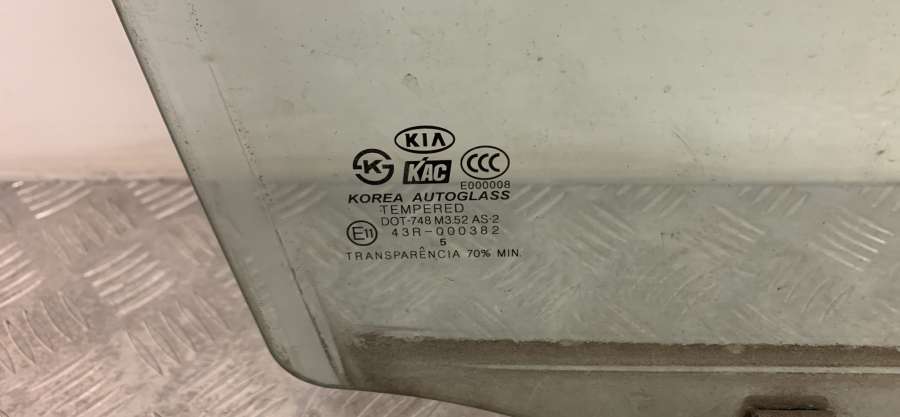 KIA
KAC
CCC
E000008
KOREA AUTOGLASS
TEMPERED
DOT-748 M3.52 AS-2
E11 43R-000382
5
TRANSPARÊNCIA 70% MIN.